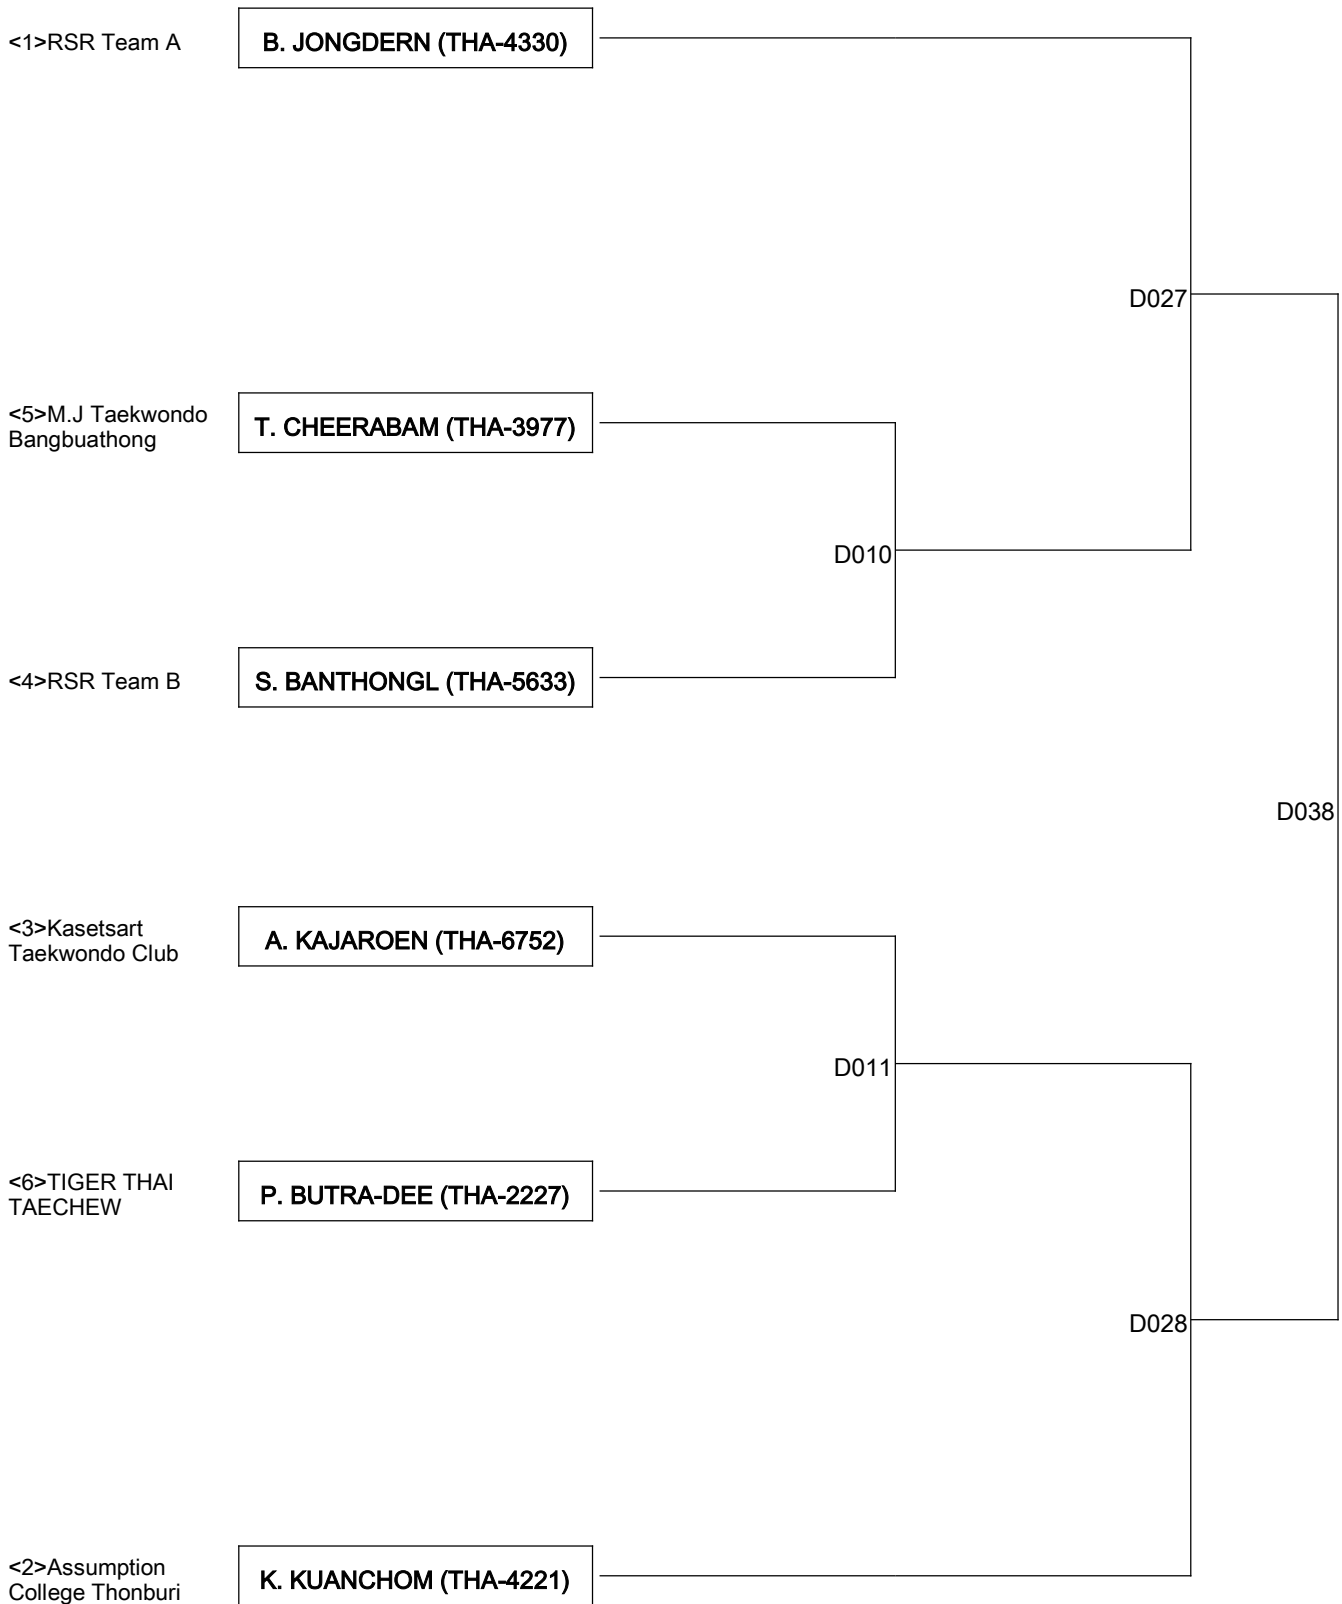 <1>RSR Team A
B. JONGDERN (THA-4330)
D027
<5>M.J Taekwondo
Bangbuathong
T. CHEERABAM (THA-3977)
D010
<4>RSR Team B
S. BANTHONGL (THA-5633)
D038
<3>Kasetsart
Taekwondo Club
A. KAJAROEN (THA-6752)
D011
<6>TIGER THAI
TAECHEW
P. BUTRA-DEE (THA-2227)
D028
<2>Assumption
College Thonburi
K. KUANCHOM (THA-4221)